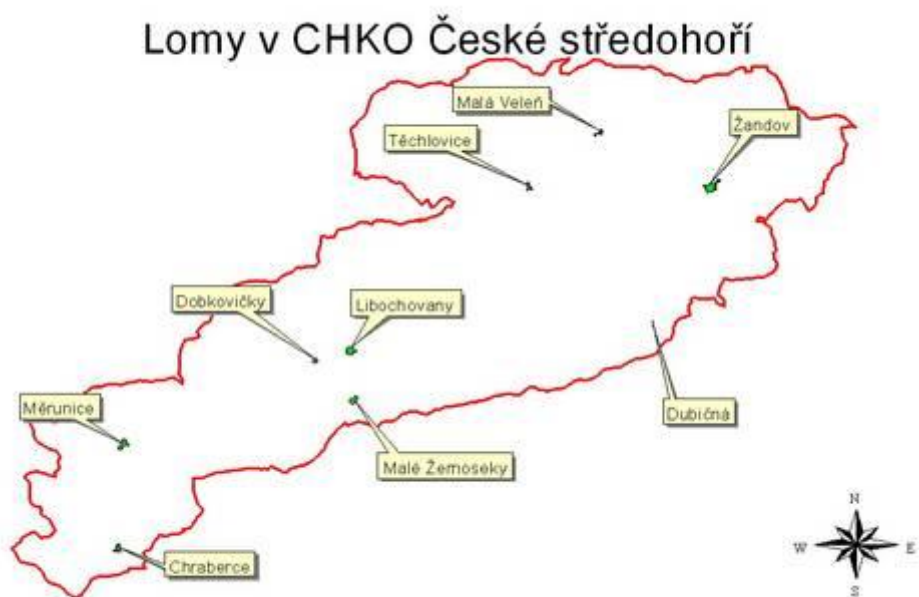 Lomy v CHKO České středohoří
Malá Veleň
Žandov
Těchlovice
Dobkovičky
Libochovany
Měrunice
Dubičná
Malé Žernoseky
Chraberce
N
W
E
S